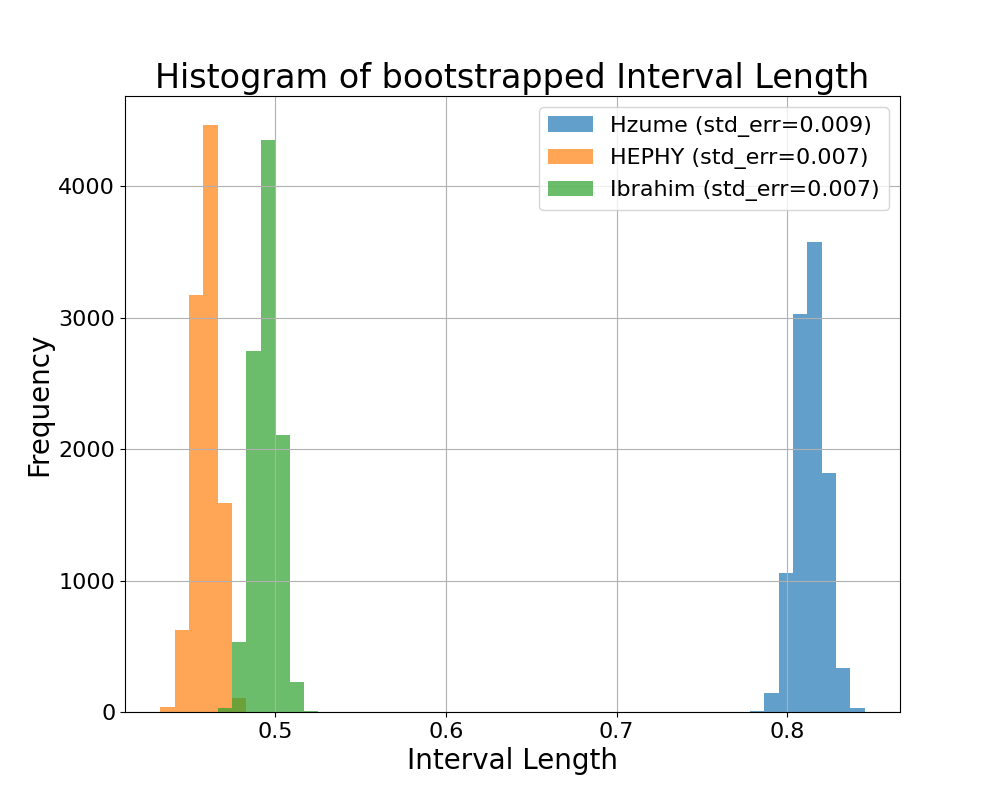 Histogram of bootstrapped Interval Length
Hzume (std_err=0.009)
HEPHY (std_err=0.007)
Ibrahim (std_err=0.007)
Frequency
4000
3000
2000
1000
0
0.5 0.6 0.7 0.8
Interval Length